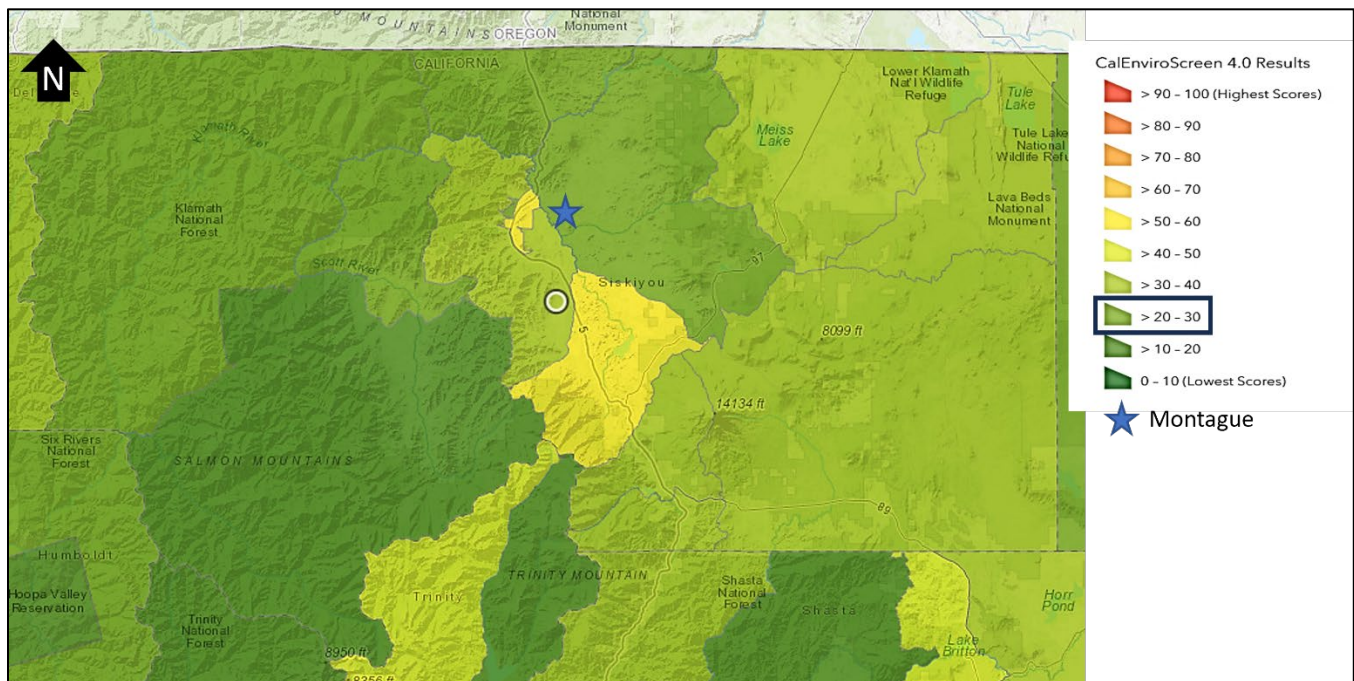 National
Monument
MOUNTAINS
OREGON
CALIFORNIA
N
Klamath River
Lower Klamath
Nat'l Wildlife
Refuge
Tule
Lake
Meiss
Lake
Tule Lake
National
Wildlife Refu
Klamath
National
Forest
Lava Beds
National
Monument
Scott River
97
Siskiyou
5
8099 ft
14134 ft
Six Rivers
National
Forest
SALMON MOUNTAINS
89
Humboldt
Hoopa Valley
Reservation
TRINITY MOUNTAIN
Trinity
Shasta
National
Forest
Shasta
Horr
Pond
Trinity
National
Forest
Lake
Britton
8950 ft
8356 ft
CalEnviroScreen 4.0 Results
> 90 – 100 (Highest Scores)
> 80 – 90
> 70 – 80
> 60 – 70
> 50 – 60
> 40 – 50
> 30 – 40
> 20 – 30
> 10 – 20
0 – 10 (Lowest Scores)
Montague